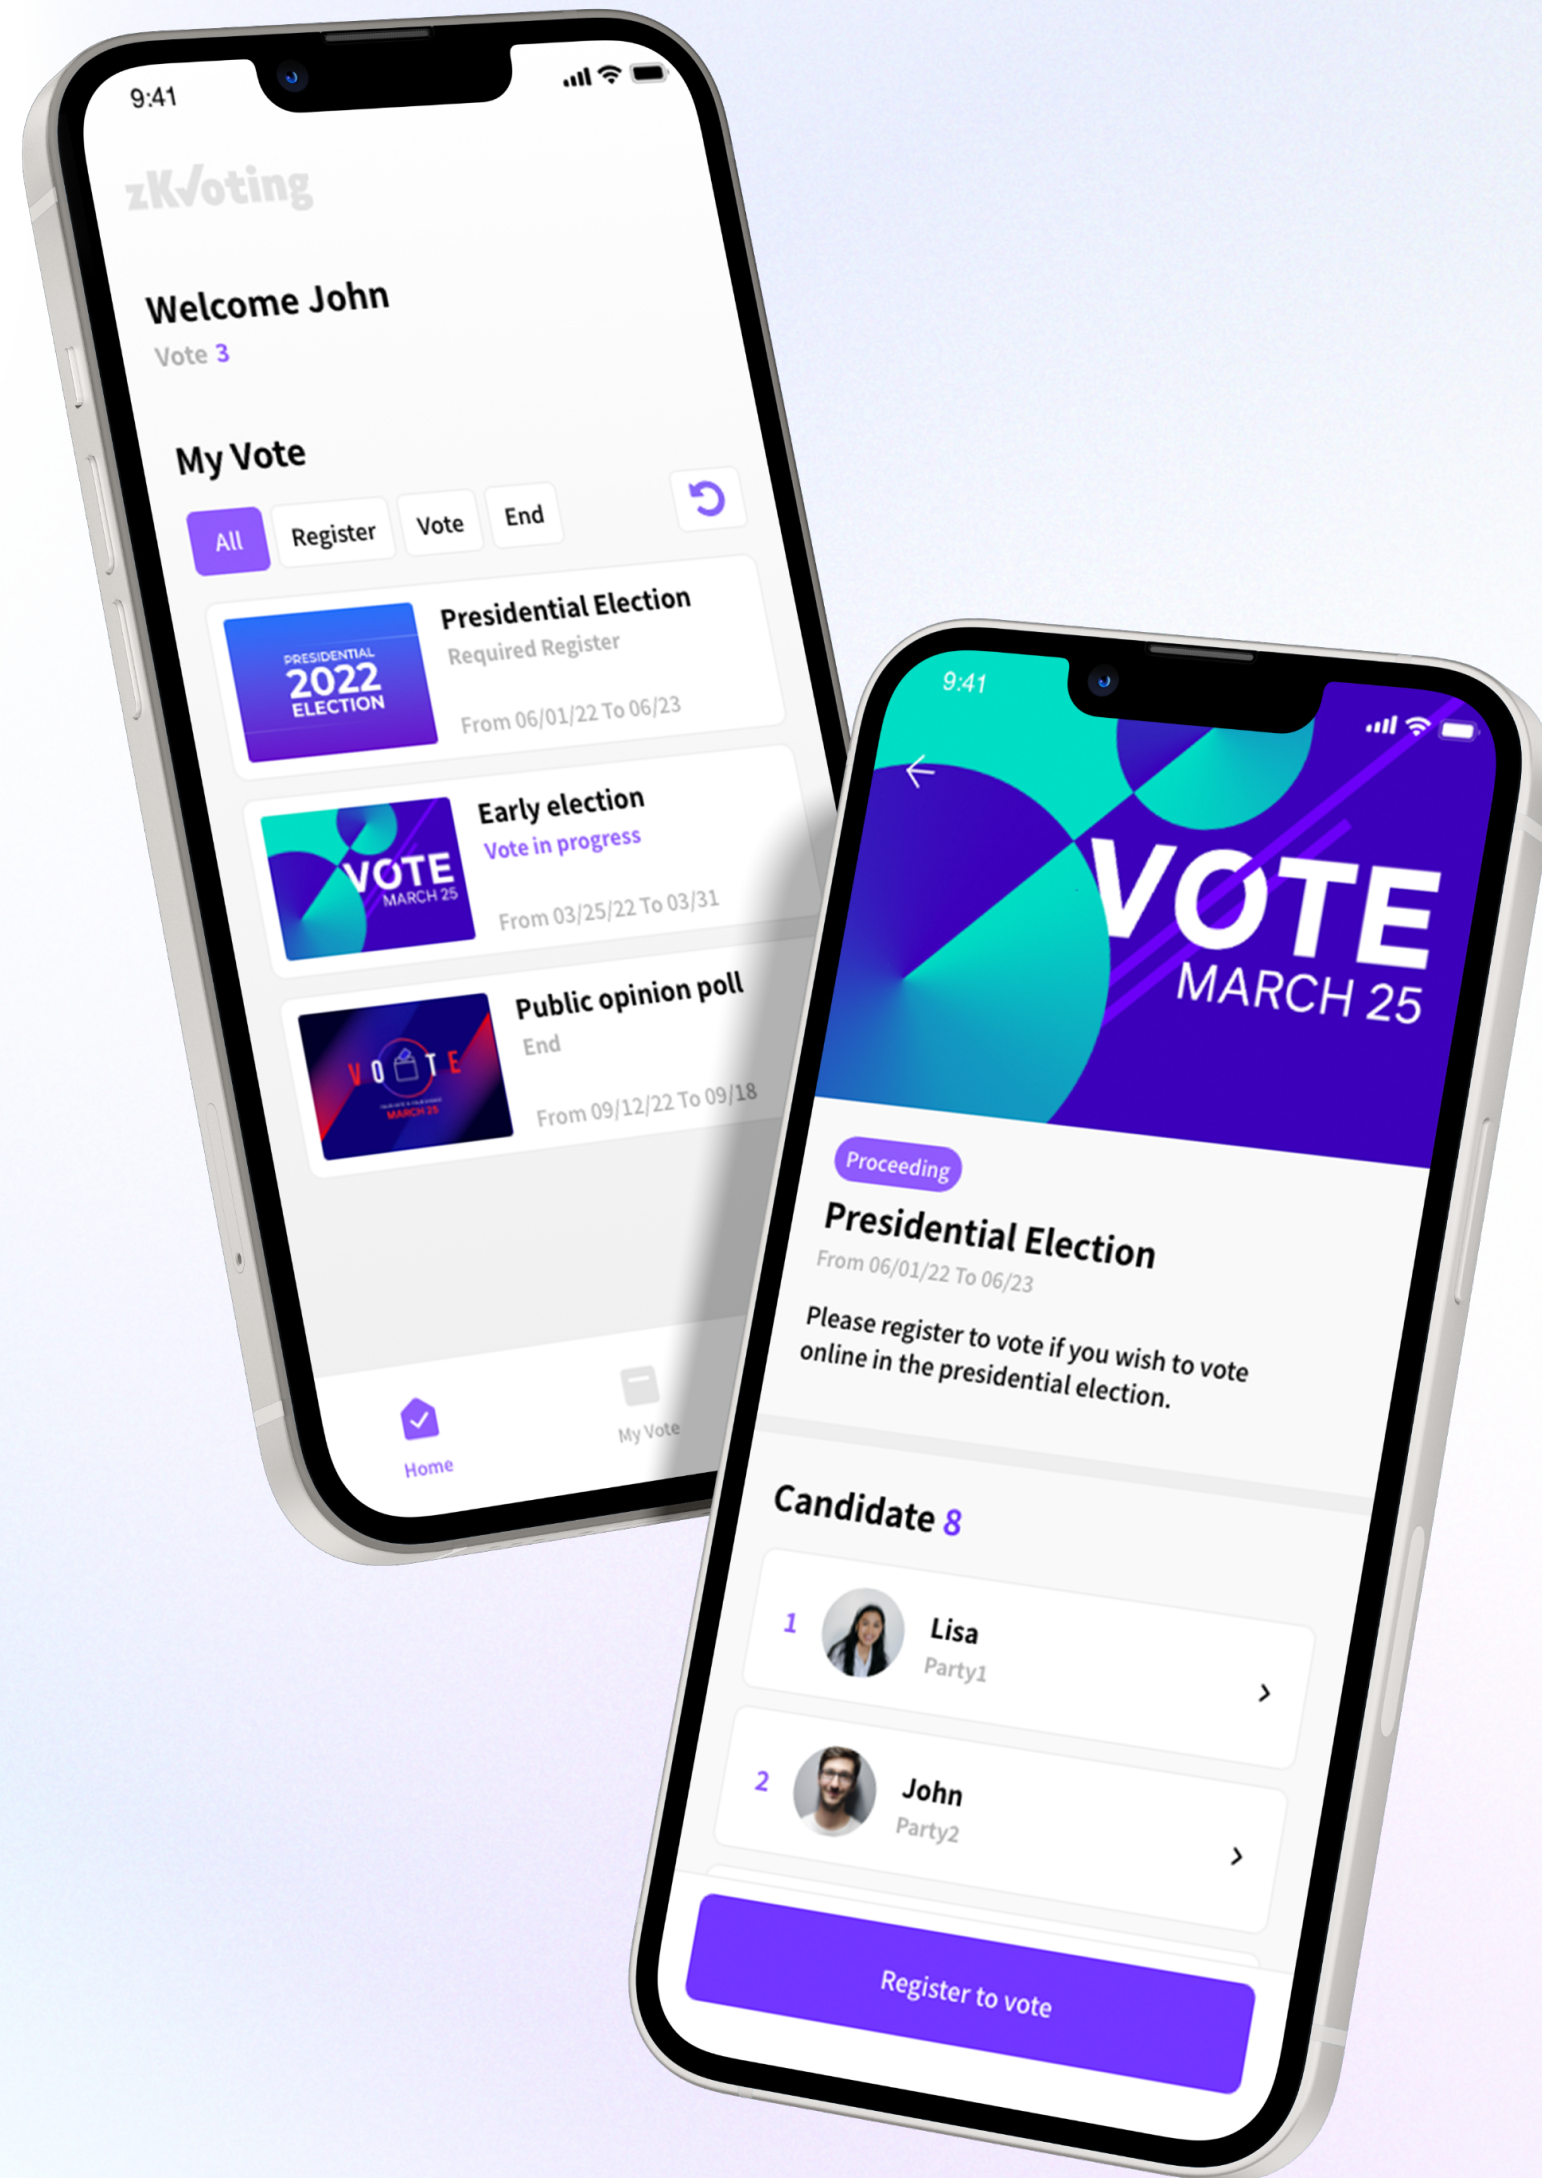 9:41
zKVoting
Welcome John
Vote 3
My Vote
All
Register
Vote
End
PRESIDENTIAL
2022
ELECTION
Presidential Election
Required Register
From 06/01/22 To 06/23
VOTE
MARCH 25
Early election
Vote in progress
From 03/25/22 To 03/31
VOTE
MARCH 25
Public opinion poll
End
From 09/12/22 To 09/18
Home
My Vote
9:41
VOTE
MARCH 25
Proceeding
Presidential Election
From 06/01/22 To 06/23
Please register to vote if you wish to vote
online in the presidential election.
Candidate 8
1
Lisa
Party1
2
John
Party2
Register to vote